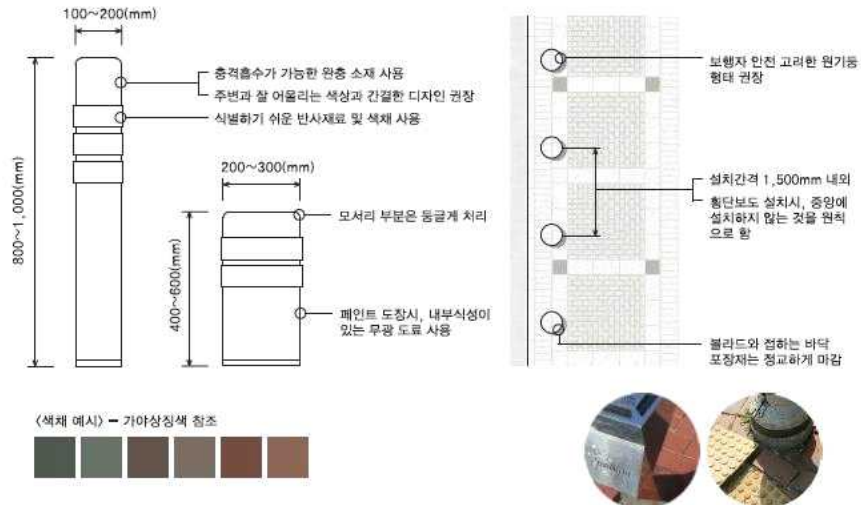 100~200(mm)
800~1,000(mm)
충격흡수가 가능한 완충 소재 사용
주변과 잘 어울리는 색상과 간결한 디자인 권장
식별하기 쉬운 반사재료 및 색채 사용
200~300(mm)
400~600(mm)
모서리 부분은 둥글게 처리
페인트 도장시, 내부식성이
있는 무광 도료 사용
보행자 안전 고려한 원기둥
형태 권장
설치간격 1,500mm 내외
횡단보도 설치시, 중앙에
설치하지 않는 것을 원칙
으로 함
볼라드와 접하는 바닥
포장재는 정교하게 마감
<색채 예시> - 가야상징색 참조